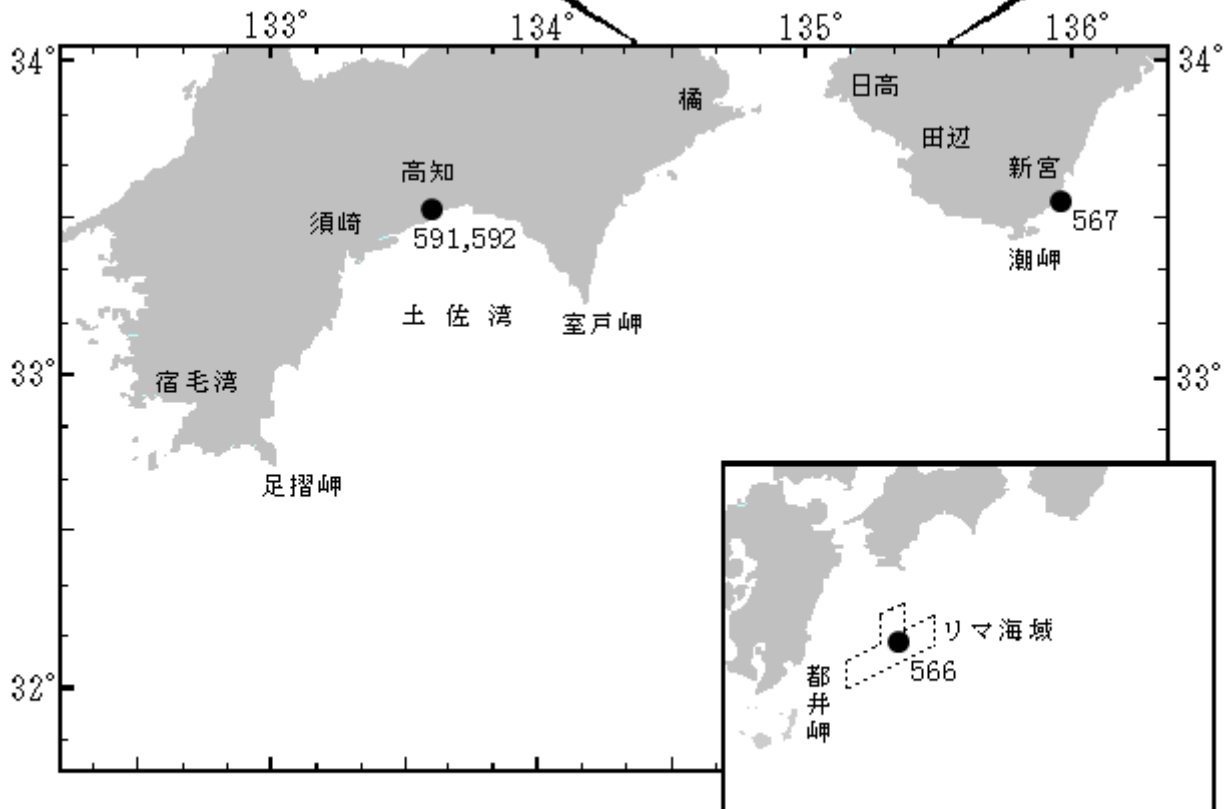 133° 134° 135° 136°
34° 34°
橘
日高
田辺
高知
新宮
須崎
591,592
567
潮岬
土佐湾
室戸岬
33° 33°
宿毛湾
足摺岬
リマ海域
566
都井岬
32°